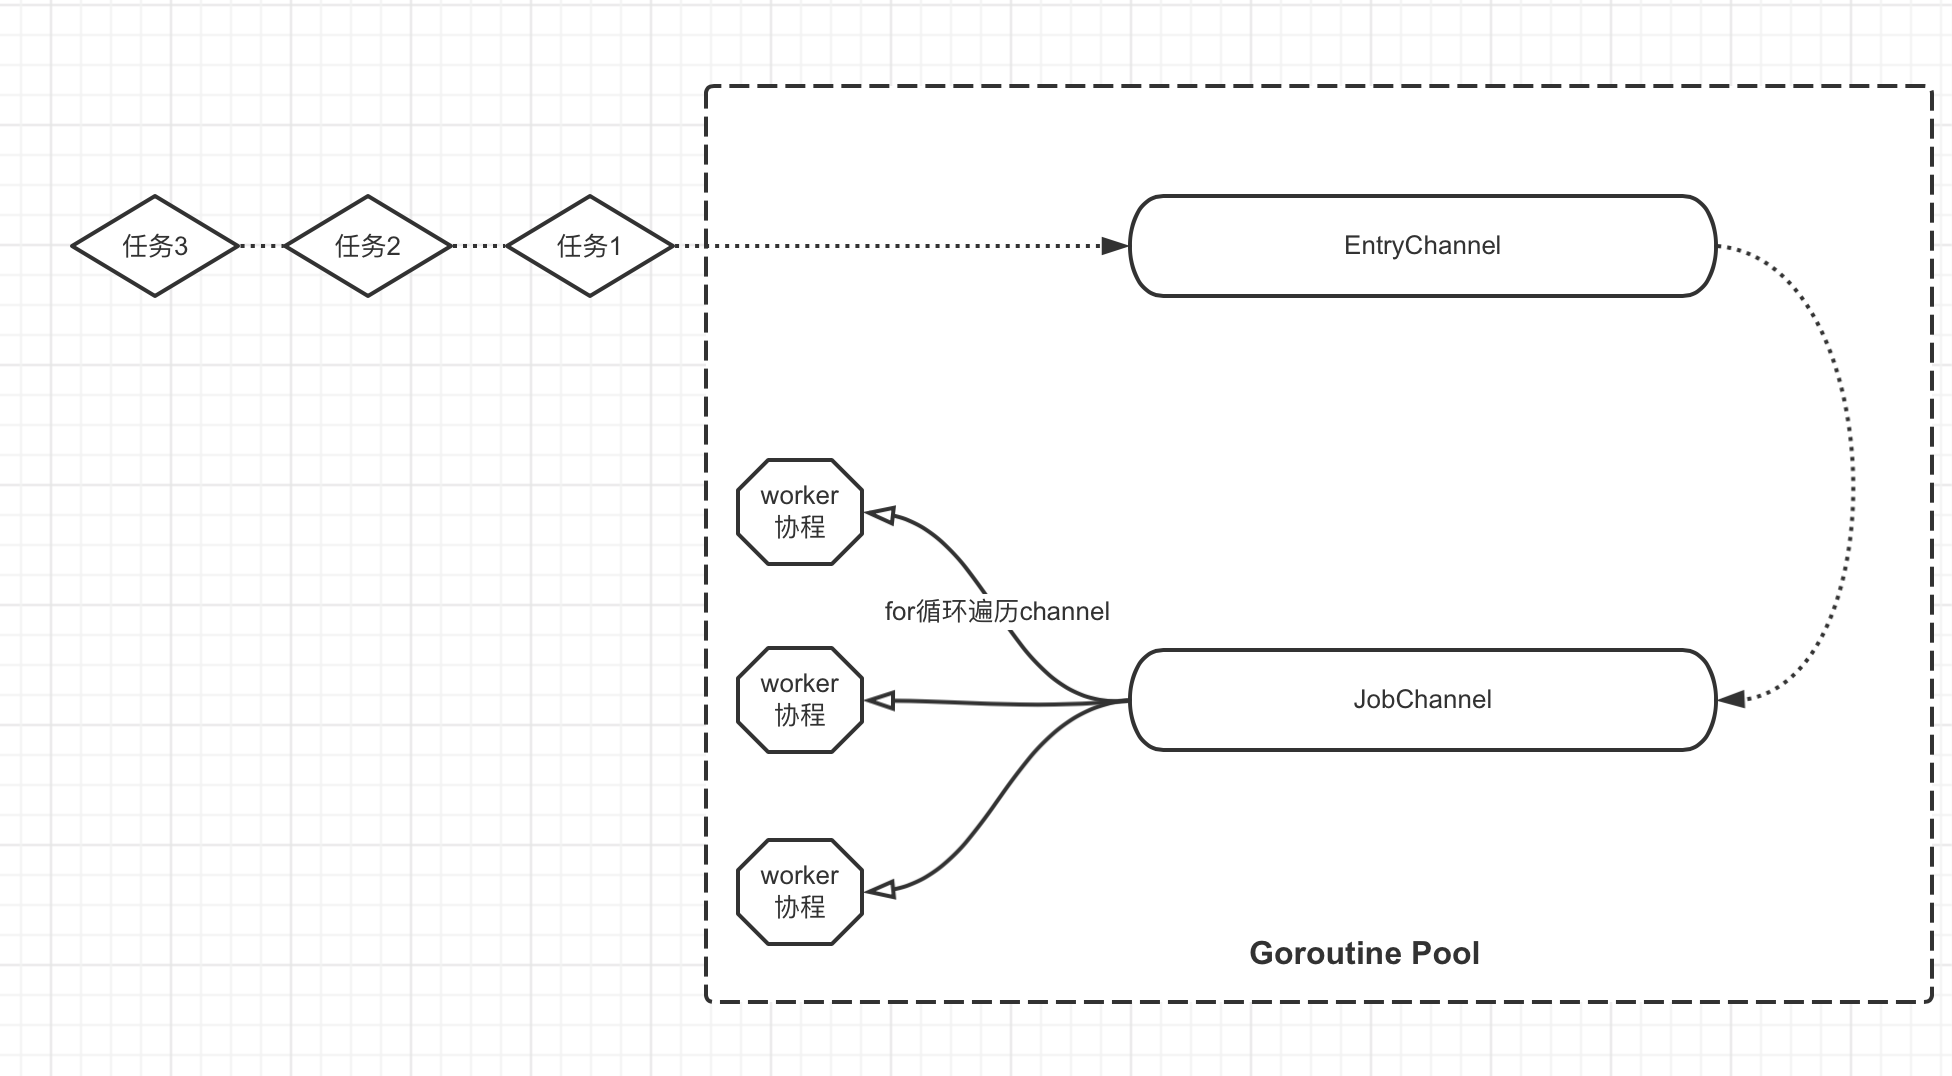 任务3
任务2
任务1
EntryChannel
worker
协程
for循环遍历channel
worker
协程
JobChannel
worker
协程
Goroutine Pool